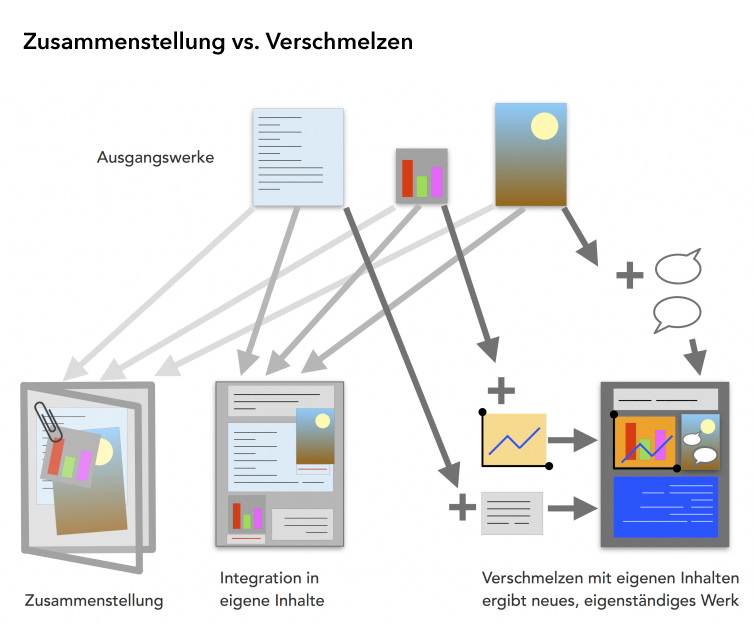 Zusammenstellung vs. Verschmelzen
Ausgangswerke
Zusammenstellung
Integration in
eigene Inhalte
Verschmelzen mit eigenen Inhalten
ergibt neues, eigenständiges Werk